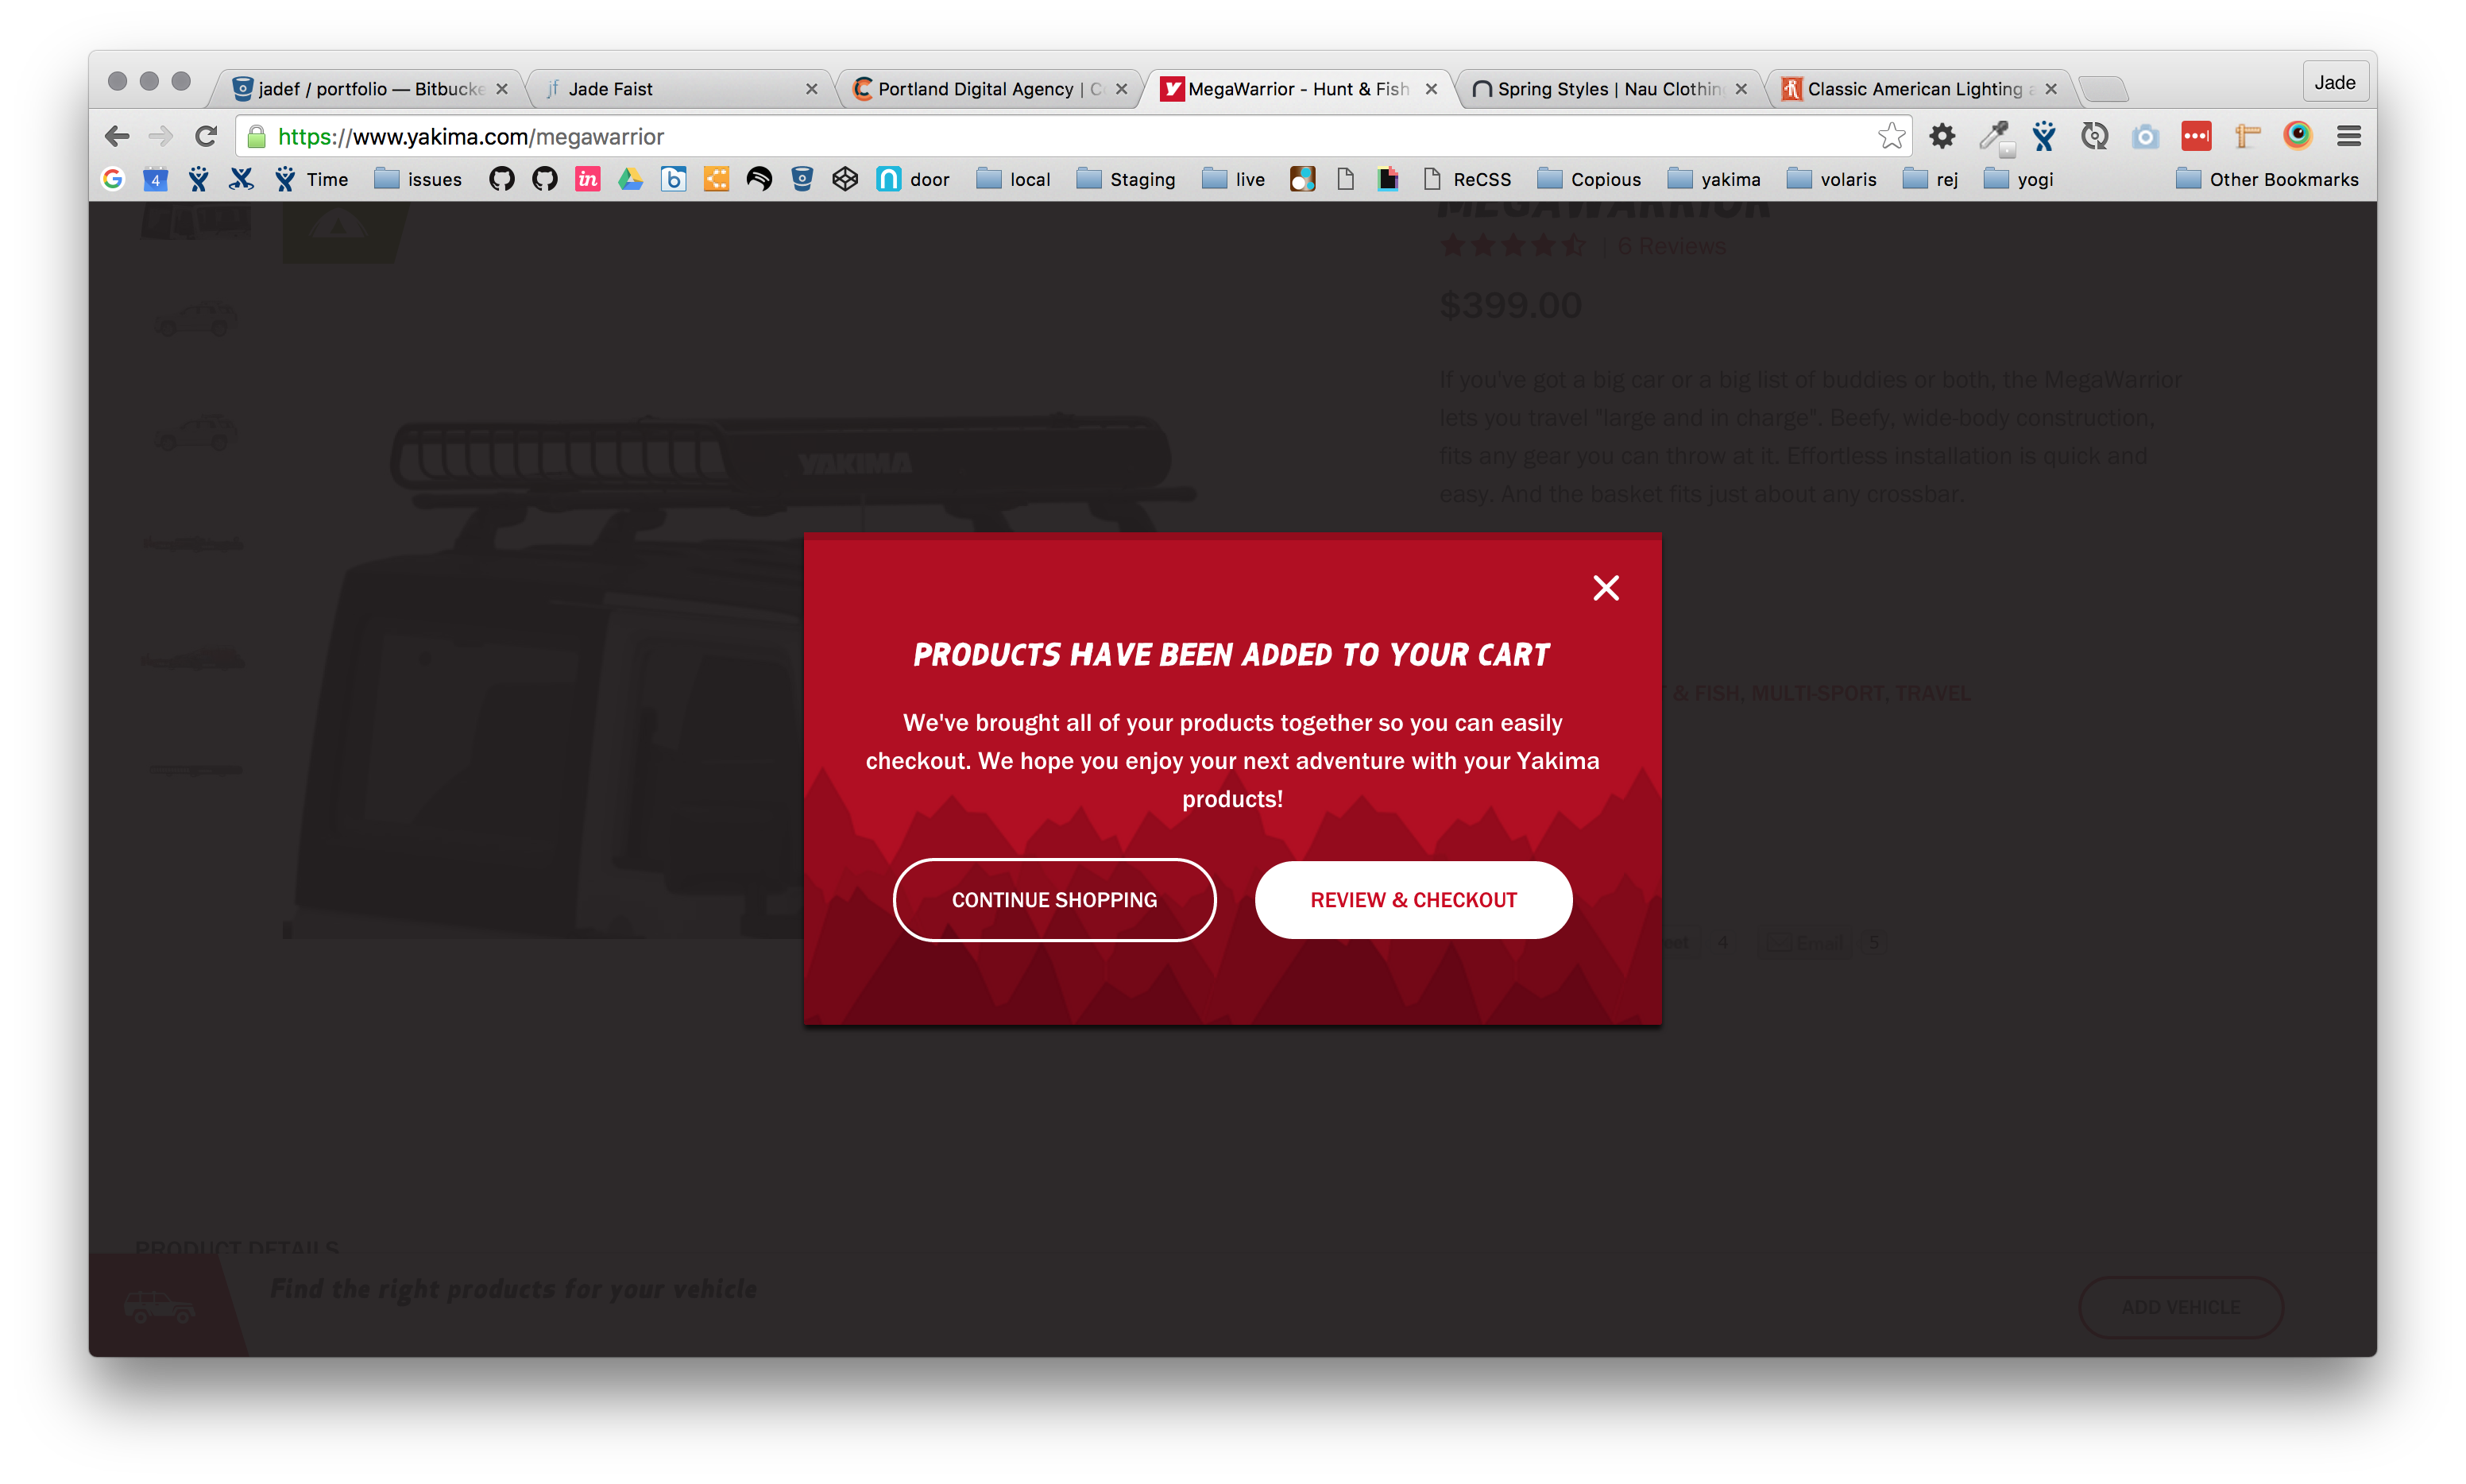 jadef / portfolio — Bitbucke
Jade Faist
Portland Digital Agency | C
MegaWarrior - Hunt & Fish
Spring Styles | Nau Clothin
Classic American Lighting a
Jade
https://www.yakima.com/megawarrior
4
Time
issues
in
b
door
local
Staging
live
ReCSS
Copious
yakima
volaris
rej
yogi
Other Bookmarks
MEGAWARRIOR
| 6 Reviews
$399.00
If you've got a big car or a big list of buddies or both, the MegaWarrior
lets you travel "large and in charge". Beefy, wide-body construction,
fits any gear you can throw at it. Effortless installation is quick and
easy. And the basket fits just about any crossbar.
YAKIMA
PRODUCTS HAVE BEEN ADDED TO YOUR CART
We've brought all of your products together so you can easily
checkout. We hope you enjoy your next adventure with your Yakima
products!
CONTINUE SHOPPING
REVIEW & CHECKOUT
& FISH, MULTI-SPORT, TRAVEL
eet 4
Email 5
PRODUCT DETAILS
Find the right products for your vehicle
ADD VEHICLE